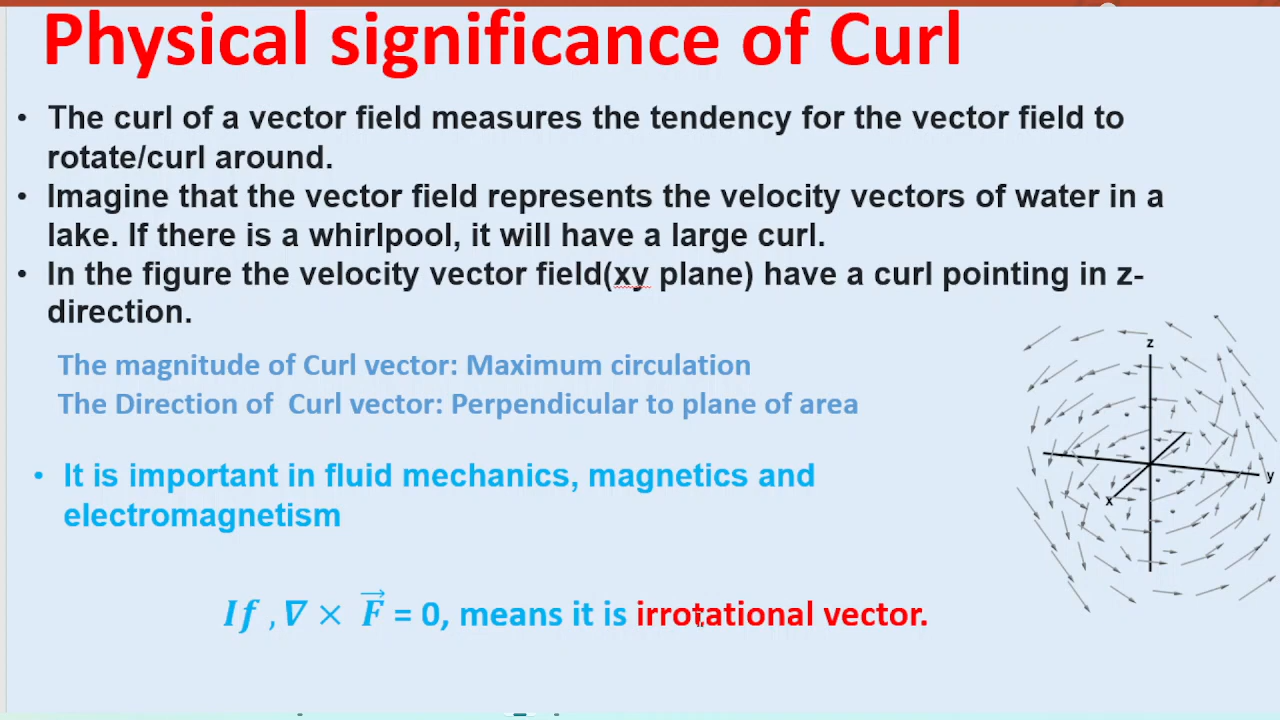 Physical significance of Curl
• The curl of a vector field measures the tendency for the vector field to
rotate/curl around.
• Imagine that the vector field represents the velocity vectors of water in a
lake. If there is a whirlpool, it will have a large curl.
• In the figure the velocity vector field(xy plane) have a curl pointing in z-
direction.
The magnitude of Curl vector: Maximum circulation
The Direction of Curl vector: Perpendicular to plane of area
• It is important in fluid mechanics, magnetics and
electromagnetism
If , ∇ × F⃗ = 0, means it is irrotational vector.
z
y
x